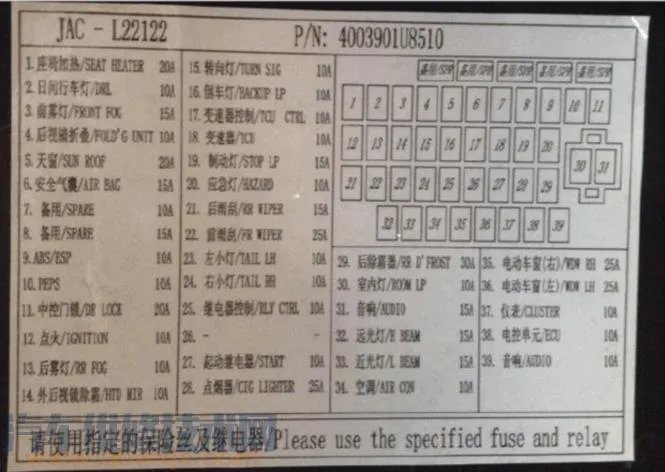 JAC - L22122 P/N: 4003901U8510
1. 座椅加热/SEAT HEATER 20A
2. 日间行车灯/DRL 10A
3. 前雾灯/FRONT FOG 15A
4. 后视镜折叠/FOLD'G UNIT 10A
5. 天窗/SUN ROOF 20A
6. 安全气囊/AIR BAG 15A
7. 备用/SPARE 10A
8. 备用/SPARE 15A
9. ABS/ESP 10A
10. PEPS 10A
11. 中控门锁/DR LOCK 20A
12. 点火/IGNITION 10A
13. 后雾灯/RR FOG 10A
14. 外后视镜除霜/HTD MIR 10A
15. 转向灯/TURN SIG 10A
16. 倒车灯/BACKUP LP 10A
17. 变速器控制/TCU CTRL 10A
18. 变速器/TCU 10A
19. 制动灯/STOP LP 15A
20. 应急灯/HAZARD 10A
21. 后雨刮/RR WIPER 15A
22. 前雨刮/FR WIPER 25A
23. 左小灯/TAIL LH 10A
24. 右小灯/TAIL RH 10A
25. 继电器控制/RLY CTRL 10A
26. - -
27. 起动继电器/START 10A
28. 点烟器/CIG LIGHTER 25A
备用/SPR 备用/SPR 备用/SPR 备用/SPR 备用/SPR
1 2 3 4 5 6 7 8 9 10 11
12 13 14 15 16 17 18 19 20
21 22 23 24 25 26 27 28 29 30 31
32 33 34 35 36 37 38 39
29. 后除霜器/RR D'FROST 30A
30. 室内灯/ROOM LP 10A
31. 音响/AUDIO 15A
32. 远光灯/H BEAM 15A
33. 近光灯/L BEAM 15A
34. 空调/AIR CON 10A
35. 电动车窗(右)/WDW RH 25A
36. 电动车窗(左)/WDW LH 25A
37. 仪表/CLUSTER 10A
38. 电控单元/ECU 10A
39. 音响/AUDIO 10A
请使用指定的保险丝及继电器/Please use the specified fuse and relay